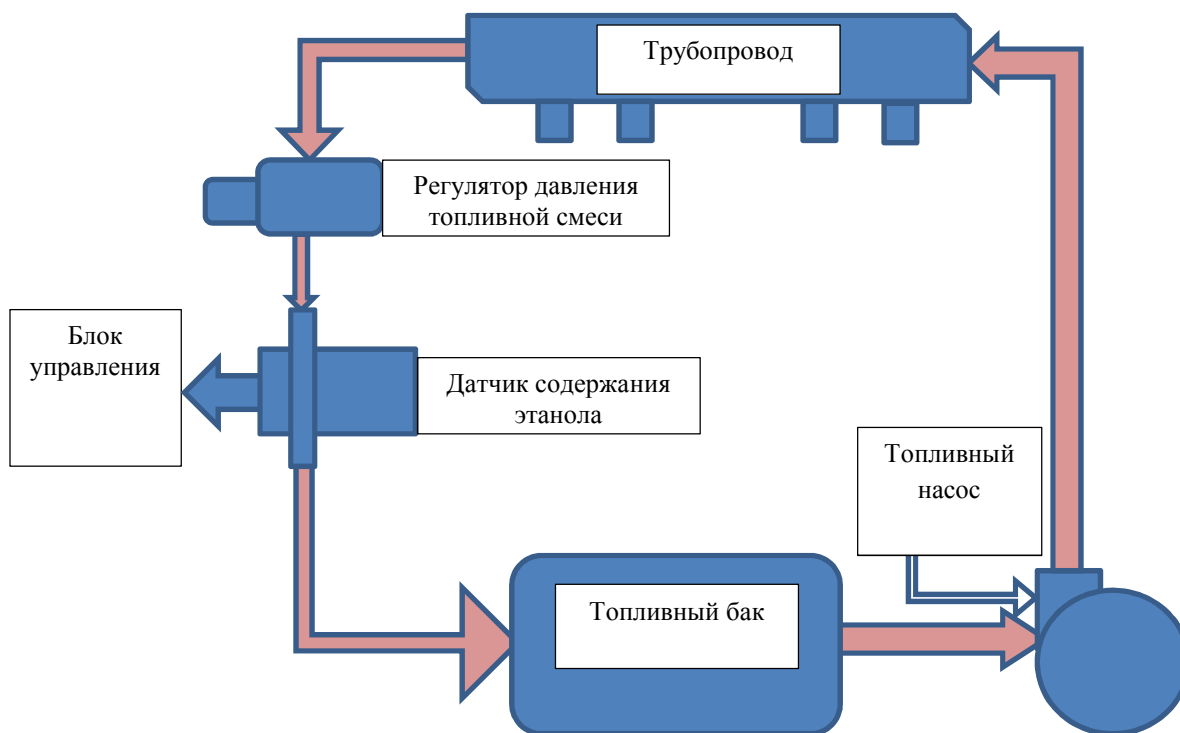 Трубопровод
Регулятор давления
топливной смеси
Блок
управления
Датчик содержания
этанола
Топливный
насос
Топливный бак